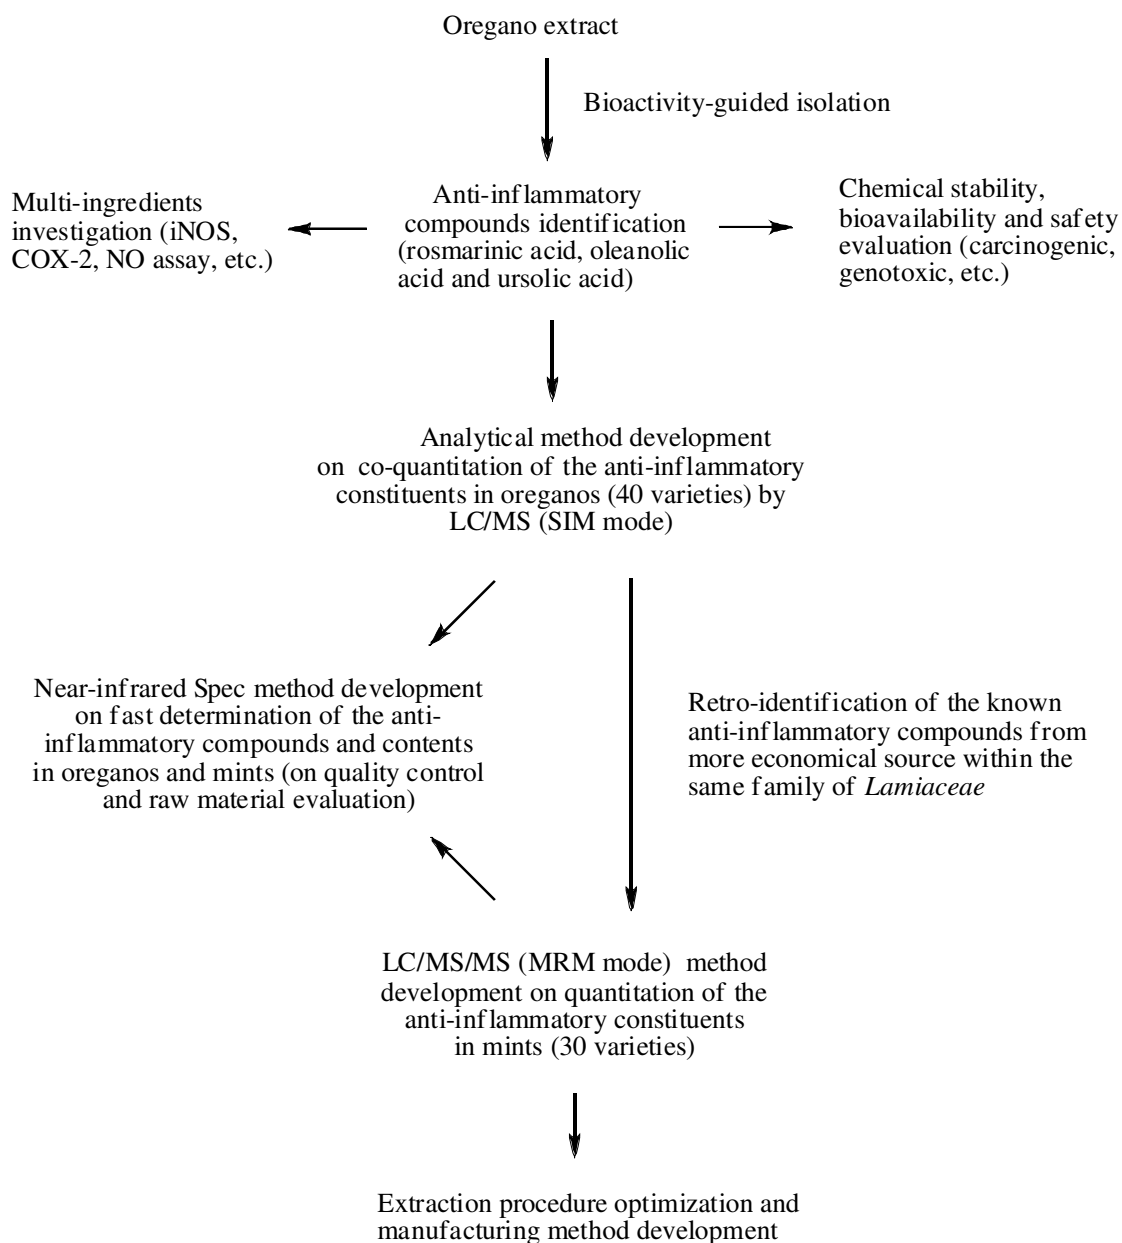 Oregano extract
Bioactivity-guided isolation
Multi-ingredients
investigation (iNOS,
COX-2, NO assay, etc.)
Anti-inflammatory
compounds identification
(rosmarinic acid, oleanolic
acid and ursolic acid)
Chemical stability,
bioavailability and safety
evaluation (carcinogenic,
genotoxic, etc.)
Analytical method development
on co-quantitation of the anti-inflammatory
constituents in oreganos (40 varieties) by
LC/MS (SIM mode)
Near-infrared Spec method development
on fast determination of the anti-
inflammatory compounds and contents
in oreganos and mints (on quality control
and raw material evaluation)
Retro-identification of the known
anti-inflammatory compounds from
more economical source within the
same family of Lamiaceae
LC/MS/MS (MRM mode) method
development on quantitation of the
anti-inflammatory constituents
in mints (30 varieties)
Extraction procedure optimization and
manufacturing method development